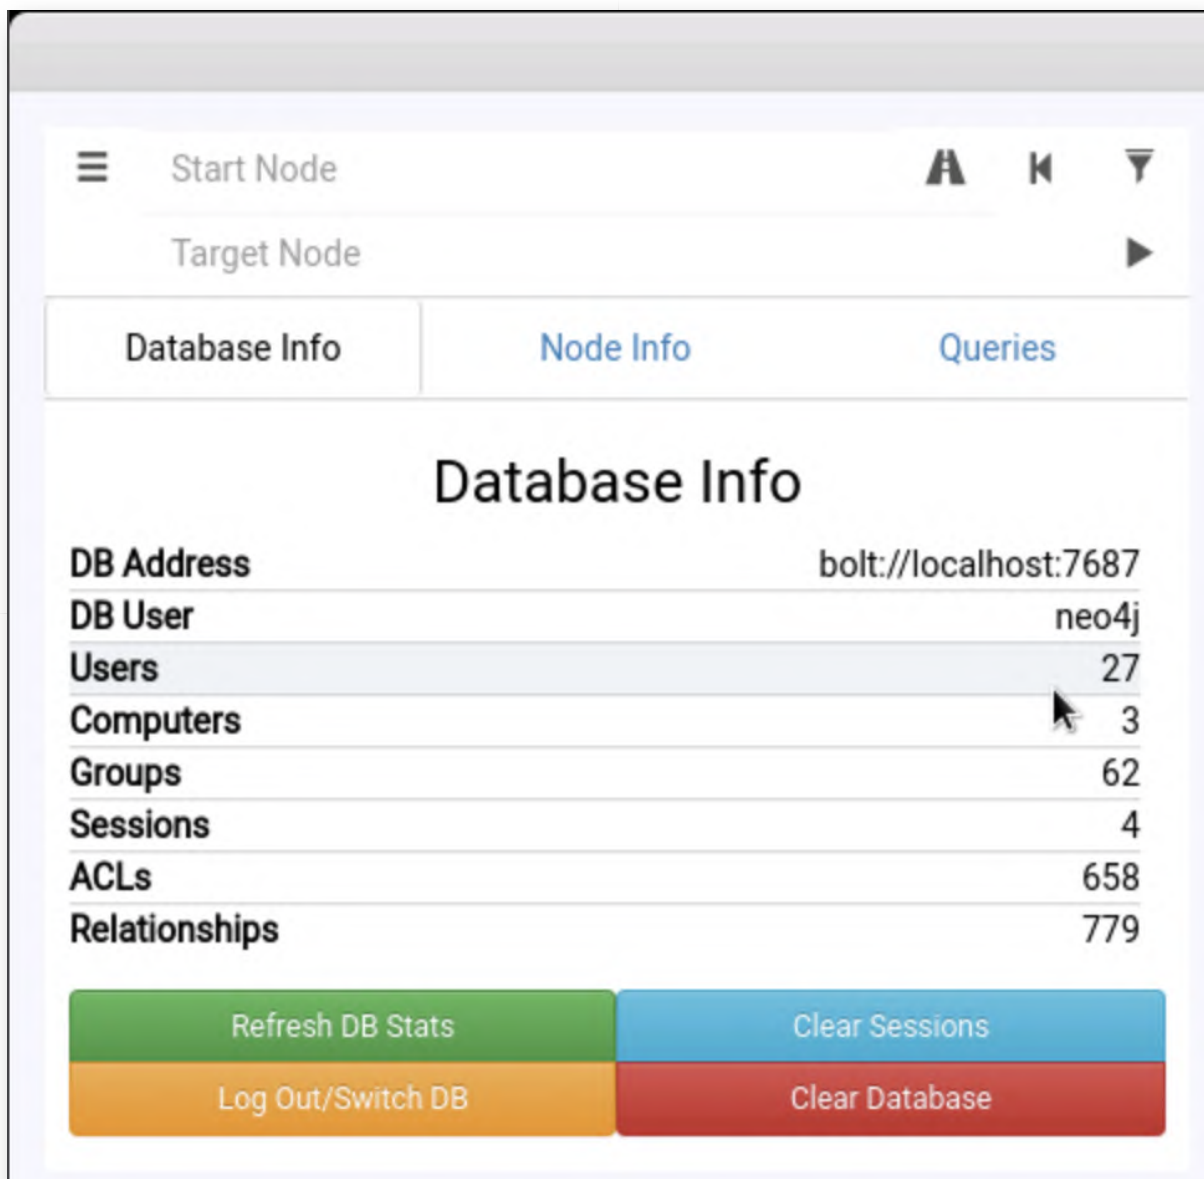 Start Node
Target Node
Database Info Node Info Queries
Database Info
DB Address bolt://localhost:7687
DB User neo4j
Users 27
Computers 3
Groups 62
Sessions 4
ACLs 658
Relationships 779
Refresh DB Stats Clear Sessions
Log Out/Switch DB Clear Database